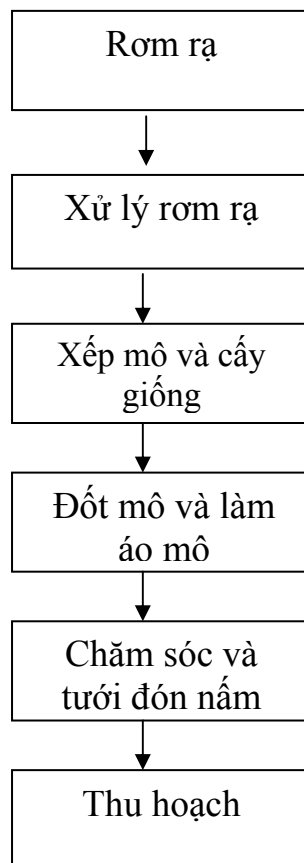 Rơm rạ
Xử lý rơm rạ
Xếp mô và cấy
giống
Đốt mô và làm
áo mô
Chăm sóc và
tưới đón nấm
Thu hoạch